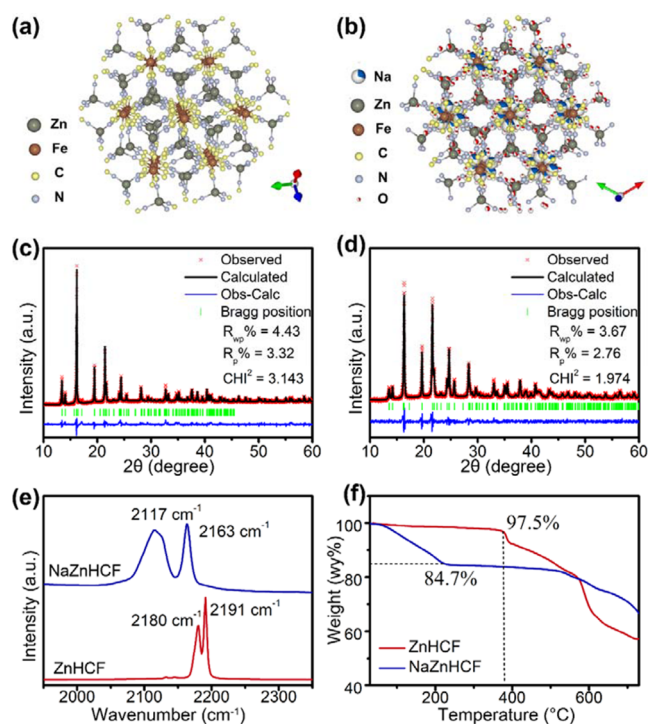 (a)
Zn
Fe
C
N
(b)
Na
Zn
Fe
C
N
O
(c)
Intensity (a.u.)
Observed
Calculated
Obs-Calc
Bragg position
R_wp% = 4.43
R_p% = 3.32
CHI² = 3.143
10 20 30 40 50 60
2θ (degree)
(d)
Intensity (a.u.)
Observed
Calculated
Obs-Calc
Bragg position
R_wp% = 3.67
R_p% = 2.76
CHI² = 1.974
10 20 30 40 50 60
2θ (degree)
(e)
Intensity (a.u.)
2117 cm⁻¹
2163 cm⁻¹
NaZnHCF
2180 cm⁻¹
2191 cm⁻¹
ZnHCF
2000 2100 2200 2300
Wavenumber (cm⁻¹)
(f)
Weight (wy%)
100
80
60
40
97.5%
84.7%
ZnHCF
NaZnHCF
200 400 600
Temperature (°C)